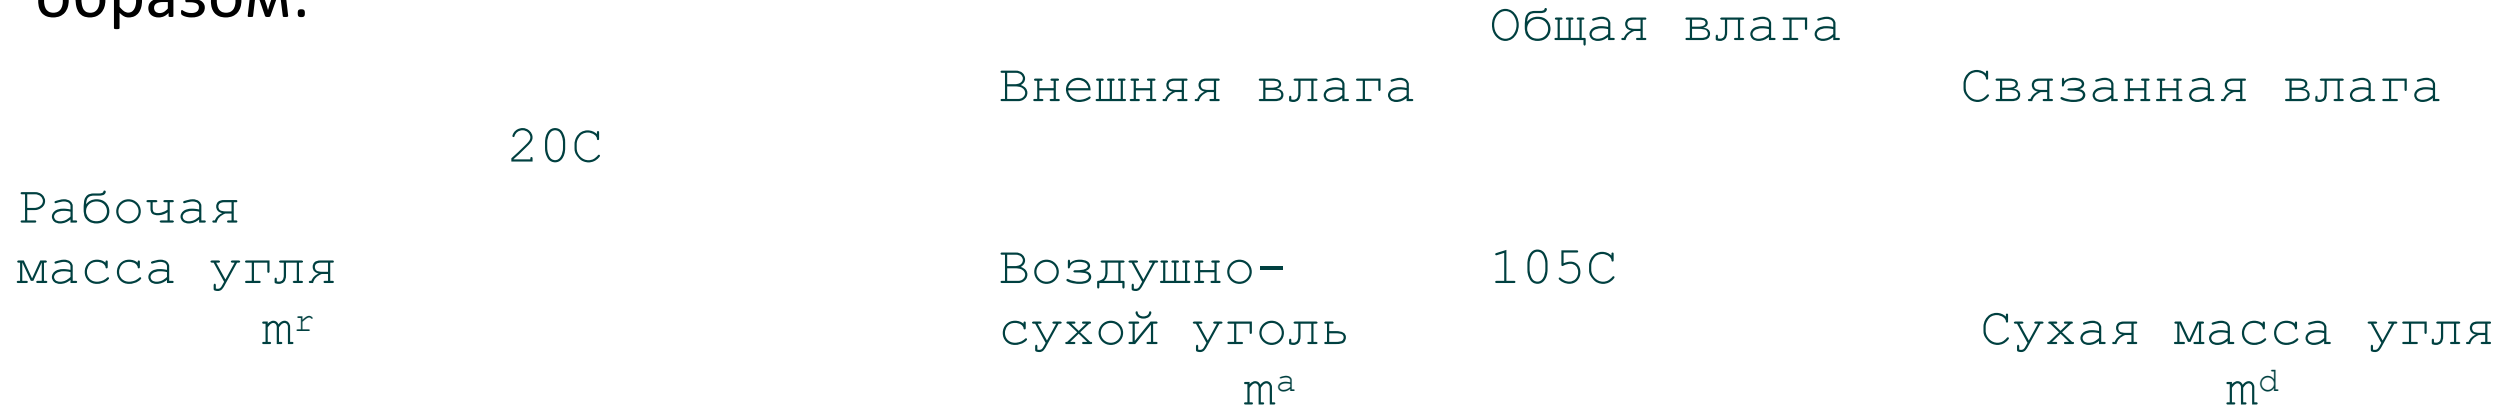 образом:
Общая влага
Внешняя влага
Связанная влага
20С
Рабочая
масса угля
mʳ
Воздушно–
сухой уголь
mᵃ
105С
Сухая масса угля
mᵈ